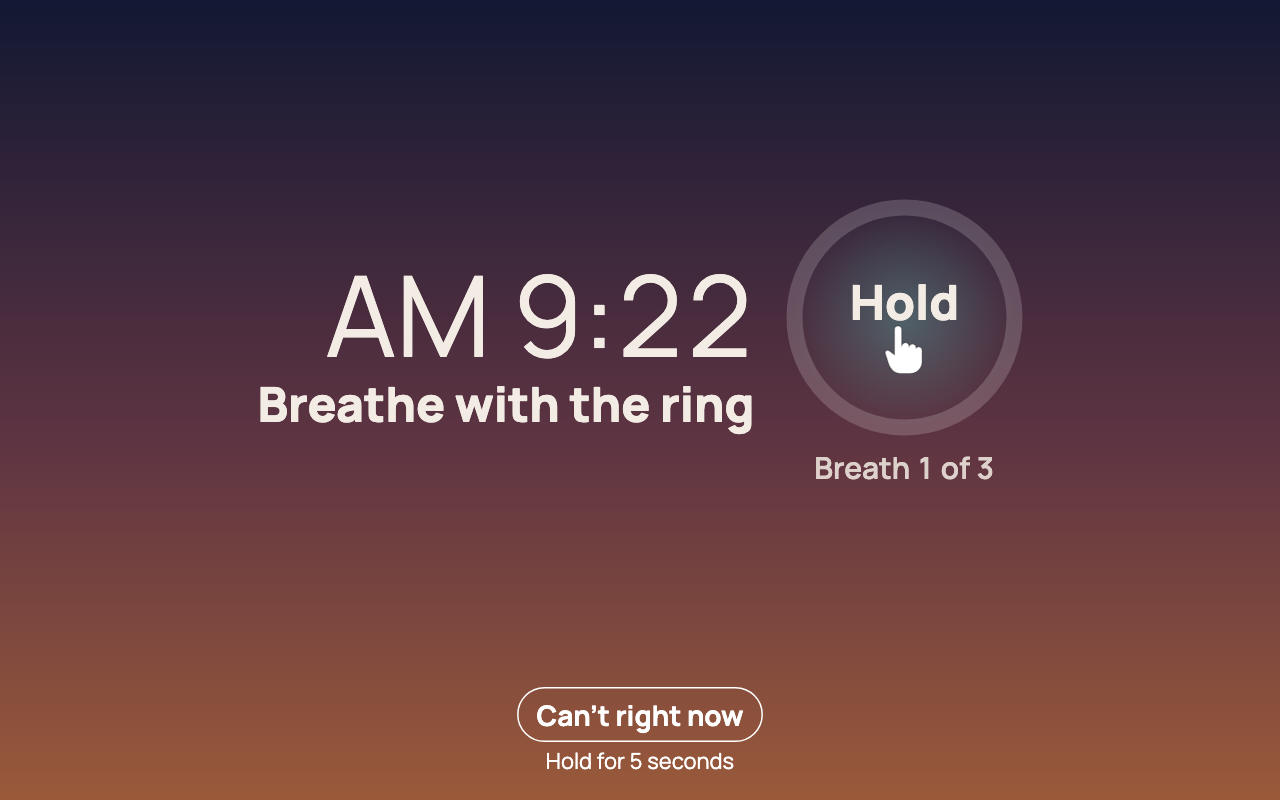 AM 9:22
Breathe with the ring
Hold
Breath 1 of 3
Can't right now
Hold for 5 seconds